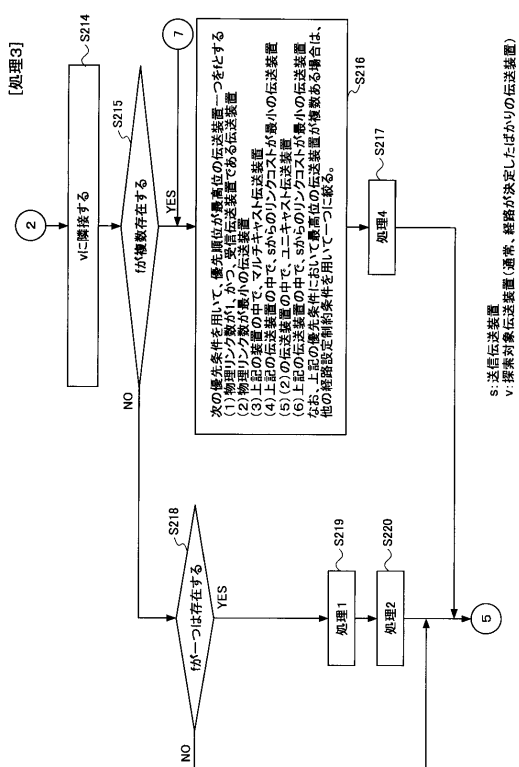 [処理3]
2
S214
vに隣接する
S215
fが複数存在する
YES
NO
7
S216
次の優先条件を用いて、優先順位が最高位の伝送装置一つをfとする
(1)物理リンク数が1、かつ、受信伝送装置である伝送装置
(2)物理リンク数が最小の伝送装置
(3)上記の装置の中で、マルチキャスト伝送装置
(4)上記の伝送装置の中で、sからのリンクコストが最小の伝送装置
(5)(2)の伝送装置の中で、ユニキャスト伝送装置
(6)上記の伝送装置の中で、sからのリンクコストが最小の伝送装置
なお、上記の優先条件において最高位の伝送装置が複数ある場合は、
他の経路設定制約条件を用いて一つに絞る。
S217
処理4
S218
fが一つは存在する
YES
NO
S219
処理1
S220
処理2
5
s: 送信伝送装置
v: 探索対象伝送装置(通常、経路が決定したばかりの伝送装置)